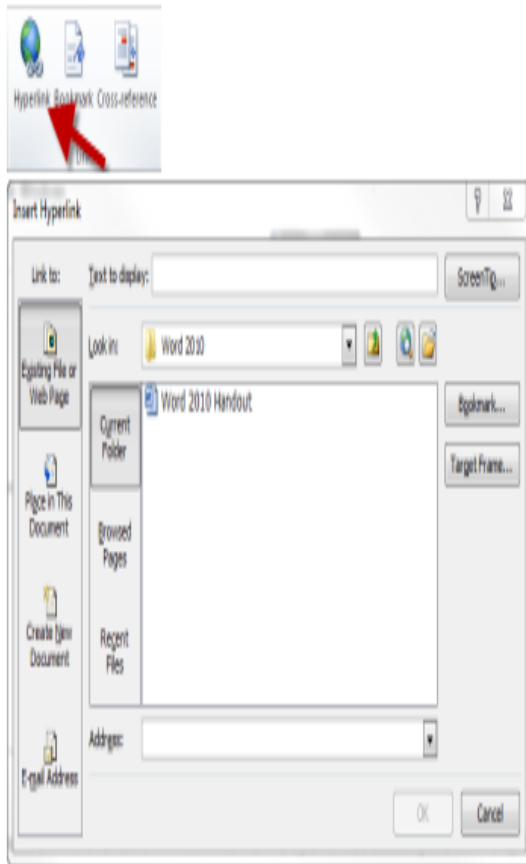 Hyperlink Bookmark Cross-reference
Insert Hyperlink
Link to:
Text to display:
ScreenTip...
Existing File or
Web Page
Look in:
Word 2010
Current
Folder
Word 2010 Handout
Bookmark...
Target Frame...
Place in This
Document
Browsed
Pages
Create New
Document
Recent
Files
Address:
E-mail Address
OK
Cancel